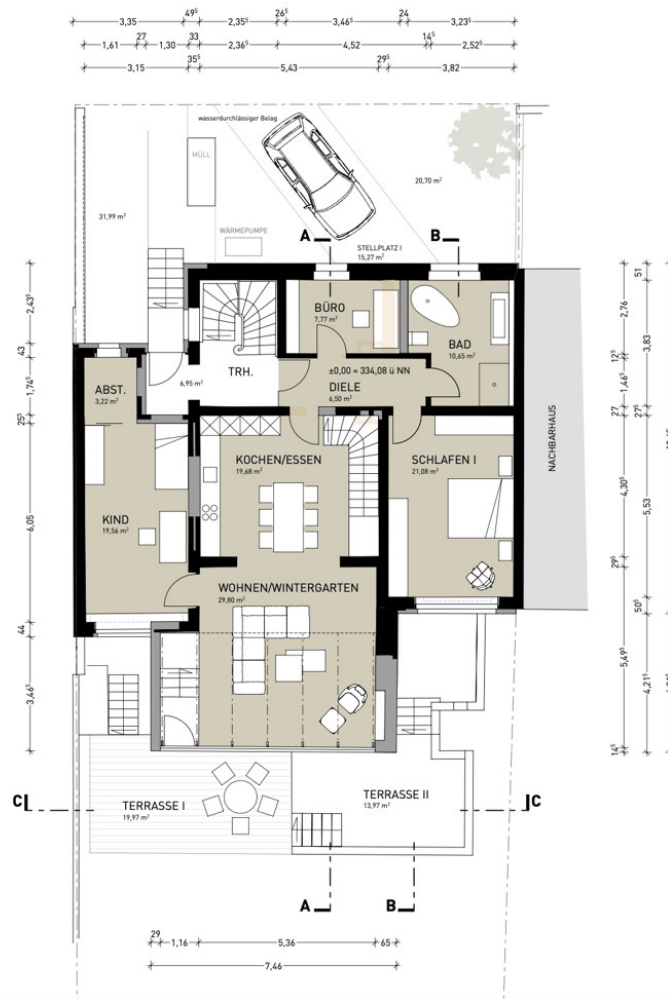 3,35 49⁵ 2,35⁵ 26⁵ 3,46⁵ 24 3,23⁵
1,61 27 1,30 33 2,36⁵ 4,52 14⁵ 2,52⁵
3,15 35⁵ 5,43 29⁵ 3,82
wasserdurchlässiger Belag
MÜLL
20,70 m²
31,99 m²
WÄRMEPUMPE
A
B
STELLPLATZ I
15,27 m²
BÜRO
7,77 m²
BAD
10,65 m²
TRH.
6,95 m²
±0,00 = 334,08 ü NN
DIELE
6,50 m²
ABST.
3,22 m²
KOCHEN/ESSEN
19,68 m²
SCHLAFEN I
21,08 m²
NACHBARHAUS
KIND
19,56 m²
WOHNEN/WINTERGARTEN
29,80 m²
C
C
TERRASSE I
19,97 m²
TERRASSE II
13,97 m²
A
B
2,43⁵
43
1,74⁵
25⁵
6,05
44
3,46⁵
2,76
12⁵
1,46⁵
27
4,30⁵
29⁵
5,49⁵
14⁵
51
3,83
27⁵
5,53
50⁵
4,21⁵
29 1,16 5,36 65
7,46